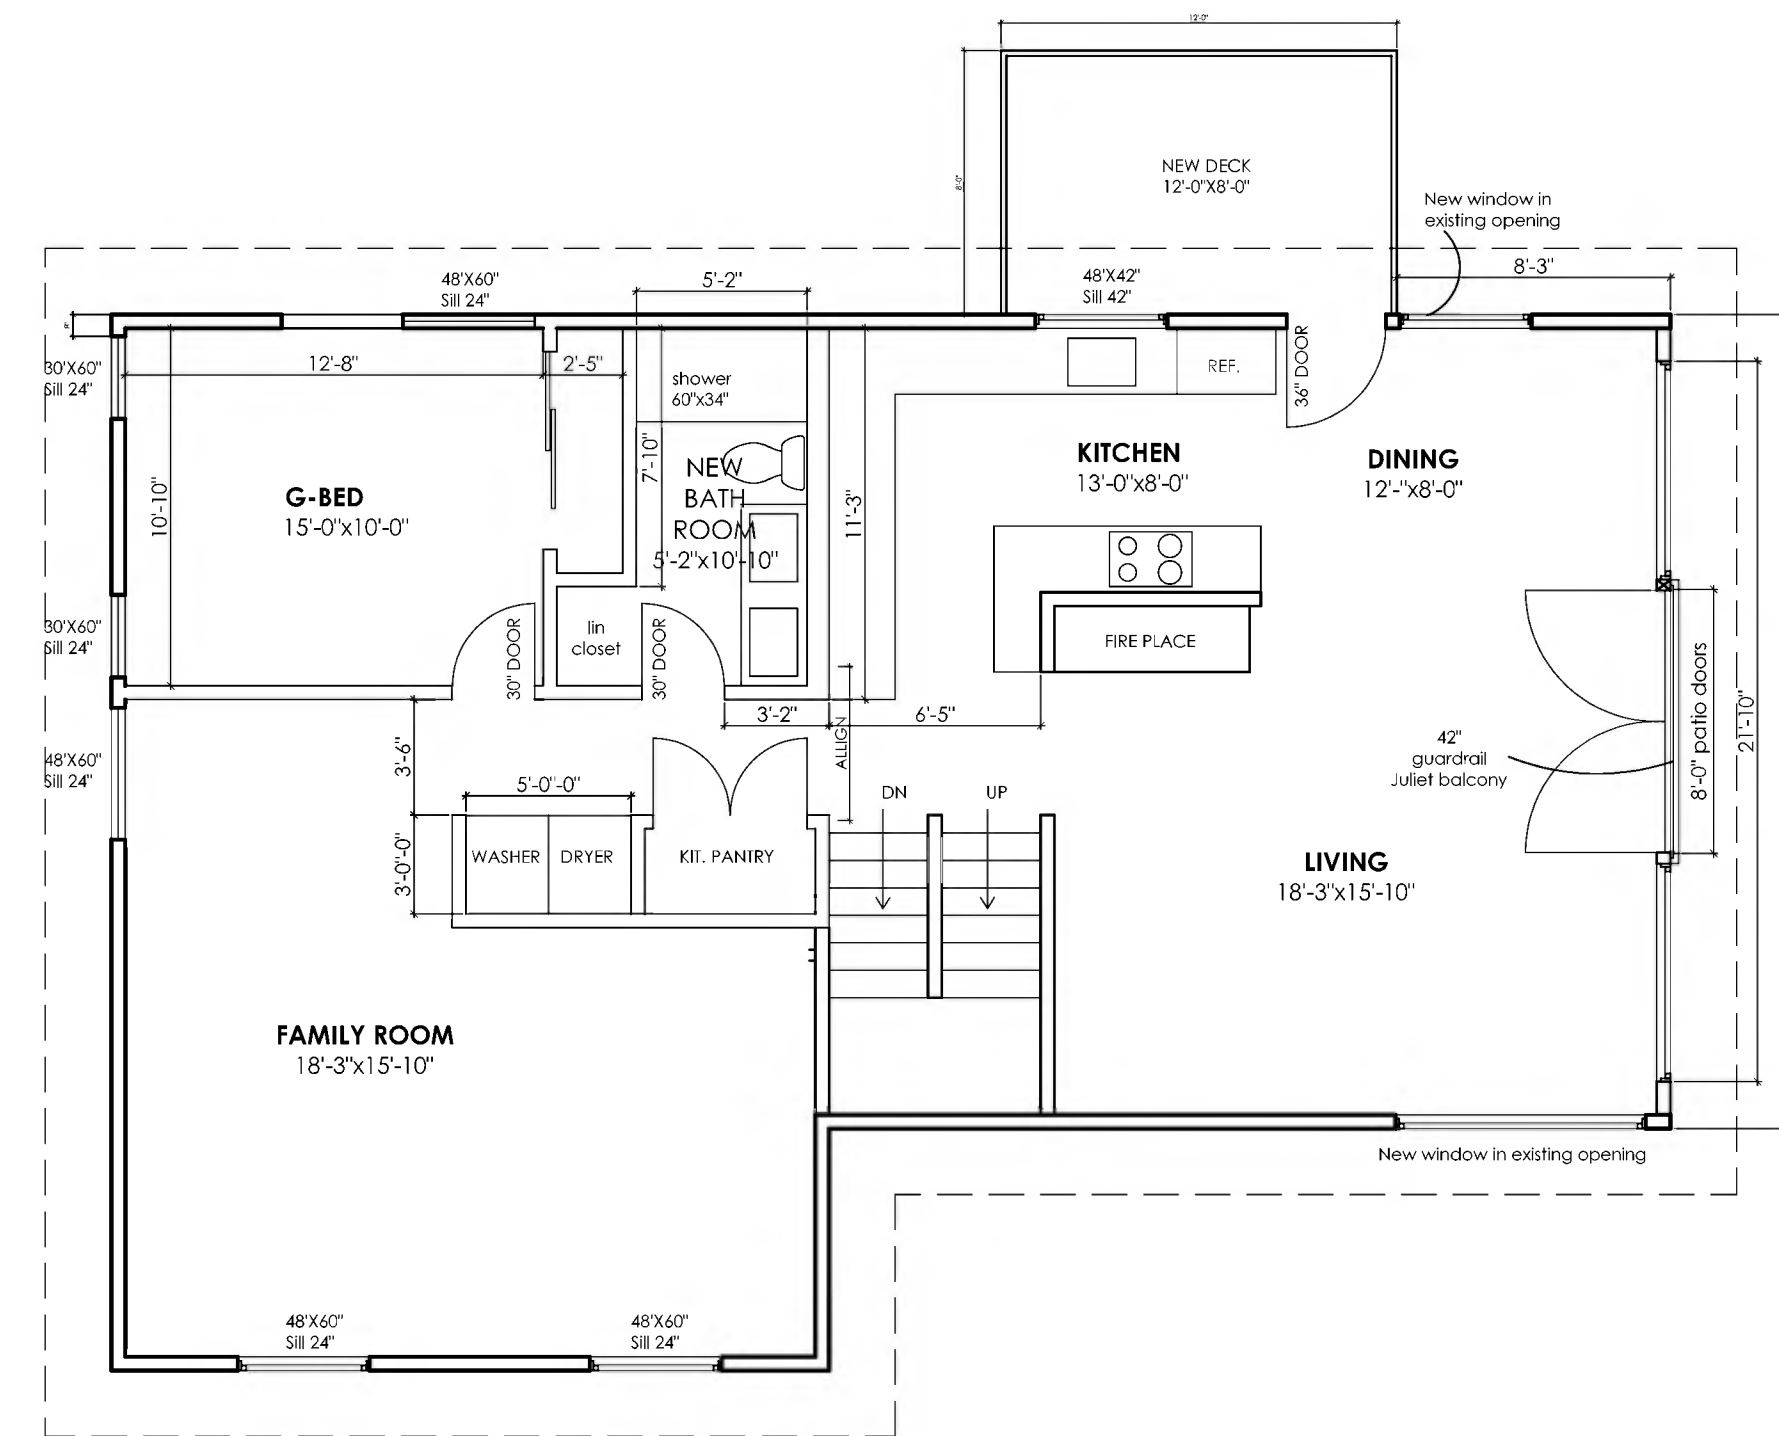 12'-0"
8'-0"
NEW DECK
12'-0"X8'-0"
New window in
existing opening
8'-3"
48'X60"
Sill 24"
5'-2"
48'X42"
Sill 42"
30'X60"
Sill 24"
12'-8"
2'-5"
shower
60"x34"
REF.
36" DOOR
10'-10"
7'-10"
11'-3"
G-BED
15'-0"x10'-0"
NEW
BATH
ROOM
5'-2"x10'-10"
KITCHEN
13'-0"x8'-0"
DINING
12'-"x8'-0"
30'X60"
Sill 24"
30" DOOR
lin
closet
30" DOOR
FIRE PLACE
8'-0" patio doors
21'-10"
3'-2"
6'-5"
ALLIGN
48'X60"
Sill 24"
3'-6"
42"
guardrail
Juliet balcony
5'-0"-0"
DN
UP
3'-0"-0"
WASHER
DRYER
KIT. PANTRY
LIVING
18'-3"x15'-10"
FAMILY ROOM
18'-3"x15'-10"
New window in existing opening
48'X60"
Sill 24"
48'X60"
Sill 24"